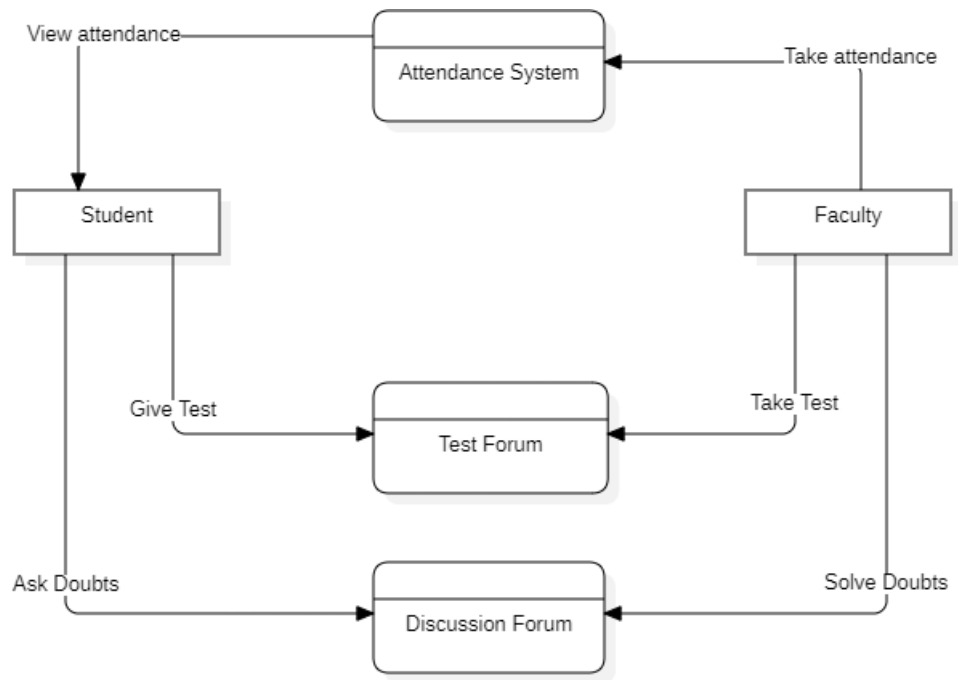 View attendance
Take attendance
Attendance System
Student
Faculty
Give Test
Take Test
Test Forum
Ask Doubts
Solve Doubts
Discussion Forum